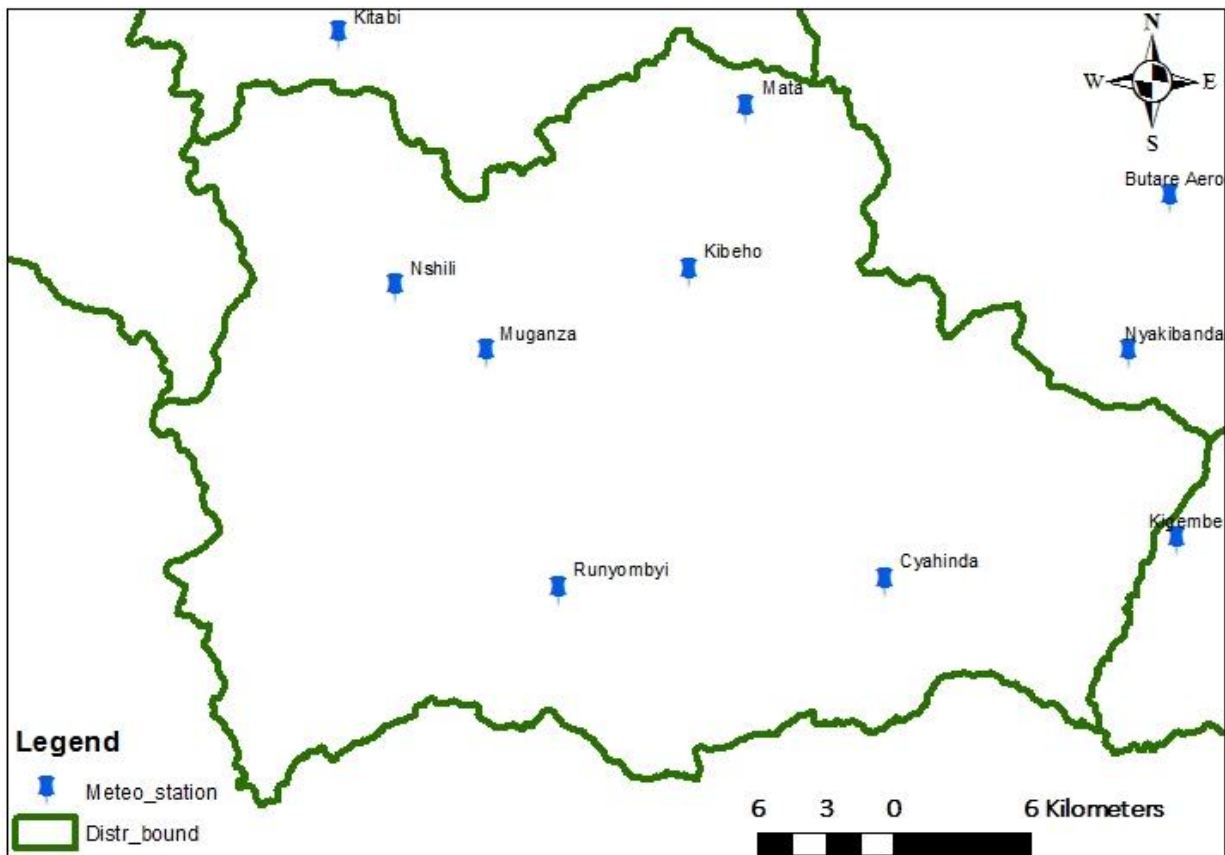 Kitabi
N
Mata
W
E
S
Butare Aero
Kibeho
Nshili
Muganza
Nyakibanda
Kigembe
Cyahinda
Runyombyi
Legend
Meteo_station
Distr_bound
6 3 0 6 Kilometers